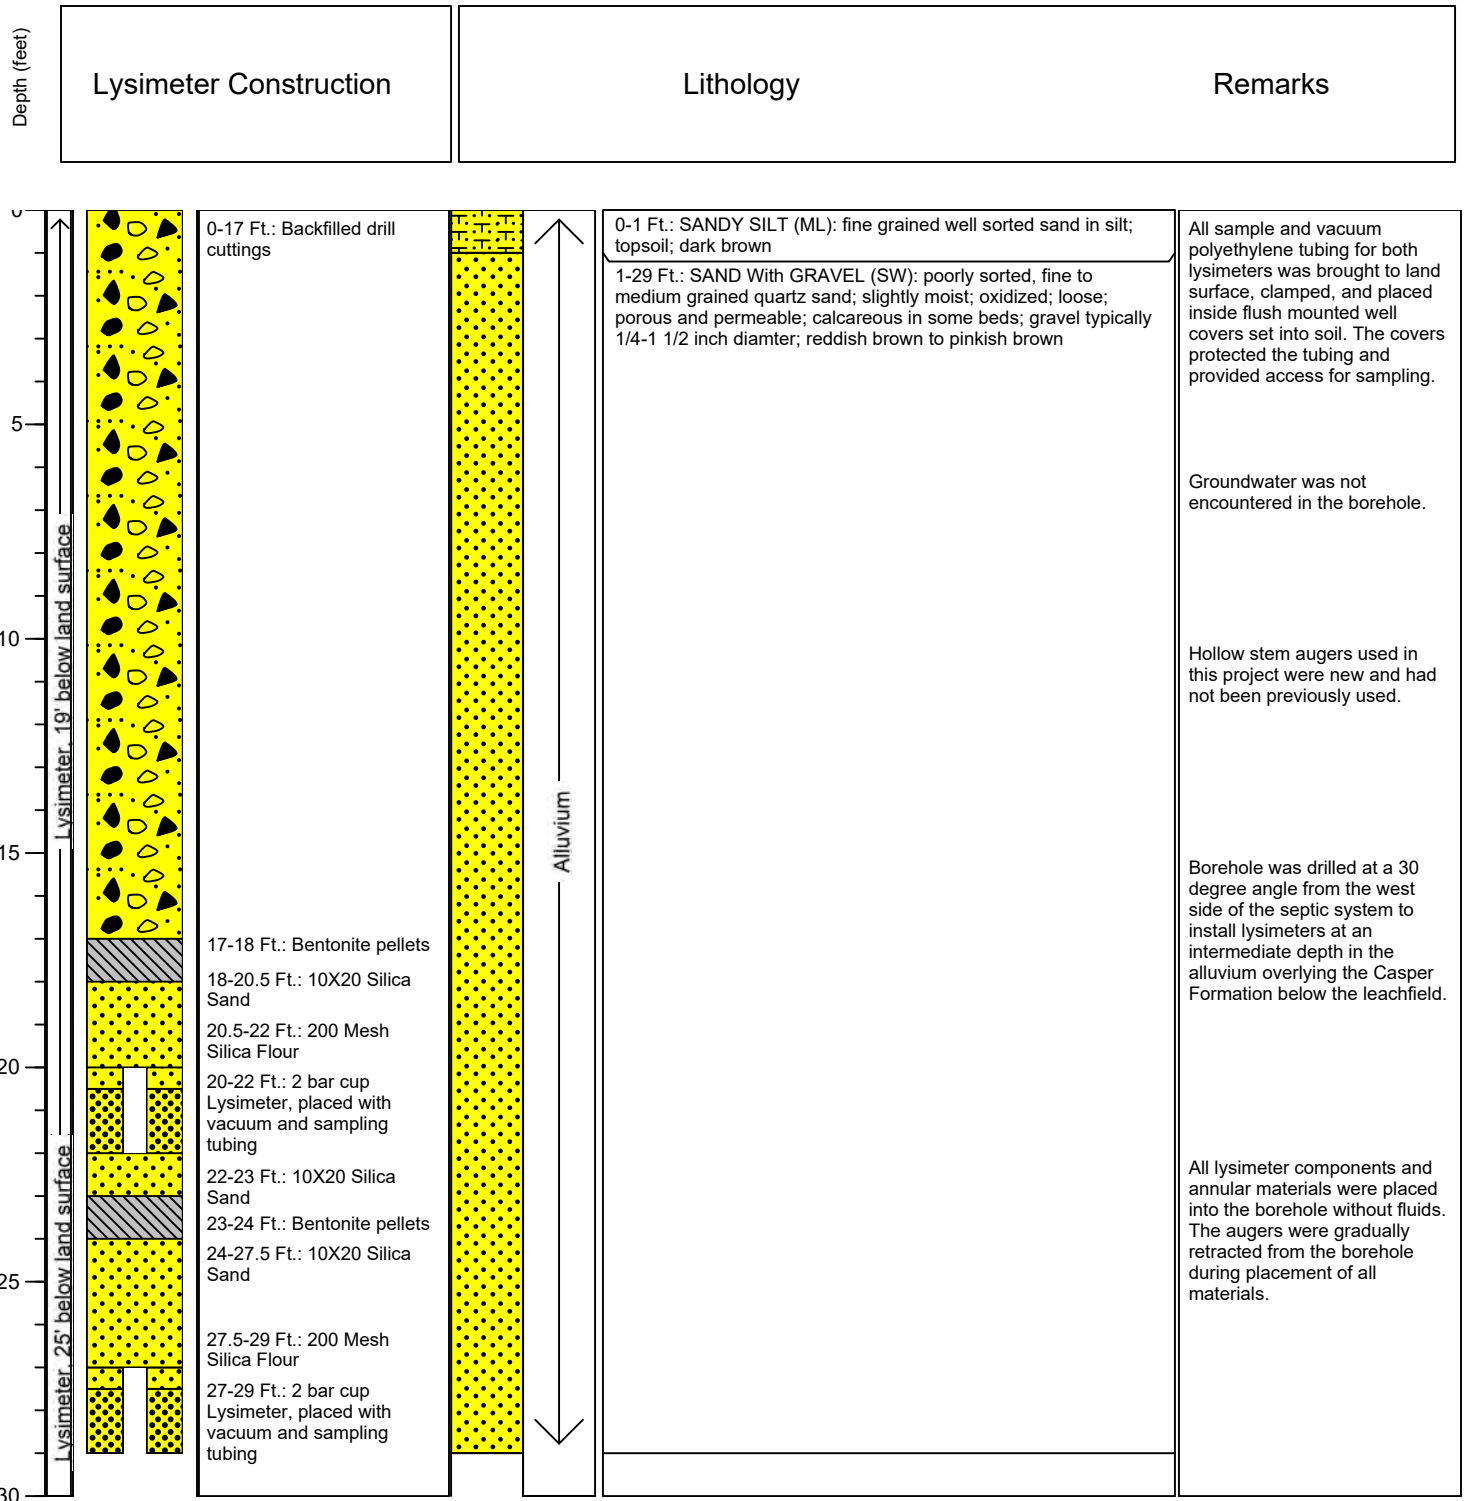 Depth (feet)
Lysimeter Construction
Lithology
Remarks
0
5
10
15
20
25
30
Lysimeter, 19' below land surface
Lysimeter, 25' below land surface
0-17 Ft.: Backfilled drill
cuttings
17-18 Ft.: Bentonite pellets
18-20.5 Ft.: 10X20 Silica
Sand
20.5-22 Ft.: 200 Mesh
Silica Flour
20-22 Ft.: 2 bar cup
Lysimeter, placed with
vacuum and sampling
tubing
22-23 Ft.: 10X20 Silica
Sand
23-24 Ft.: Bentonite pellets
24-27.5 Ft.: 10X20 Silica
Sand
27.5-29 Ft.: 200 Mesh
Silica Flour
27-29 Ft.: 2 bar cup
Lysimeter, placed with
vacuum and sampling
tubing
Alluvium
0-1 Ft.: SANDY SILT (ML): fine grained well sorted sand in silt;
topsoil; dark brown
1-29 Ft.: SAND With GRAVEL (SW): poorly sorted, fine to
medium grained quartz sand; slightly moist; oxidized; loose;
porous and permeable; calcareous in some beds; gravel typically
1/4-1 1/2 inch diamter; reddish brown to pinkish brown
All sample and vacuum
polyethylene tubing for both
lysimeters was brought to land
surface, clamped, and placed
inside flush mounted well
covers set into soil. The covers
protected the tubing and
provided access for sampling.
Groundwater was not
encountered in the borehole.
Hollow stem augers used in
this project were new and had
not been previously used.
Borehole was drilled at a 30
degree angle from the west
side of the septic system to
install lysimeters at an
intermediate depth in the
alluvium overlying the Casper
Formation below the leachfield.
All lysimeter components and
annular materials were placed
into the borehole without fluids.
The augers were gradually
retracted from the borehole
during placement of all
materials.